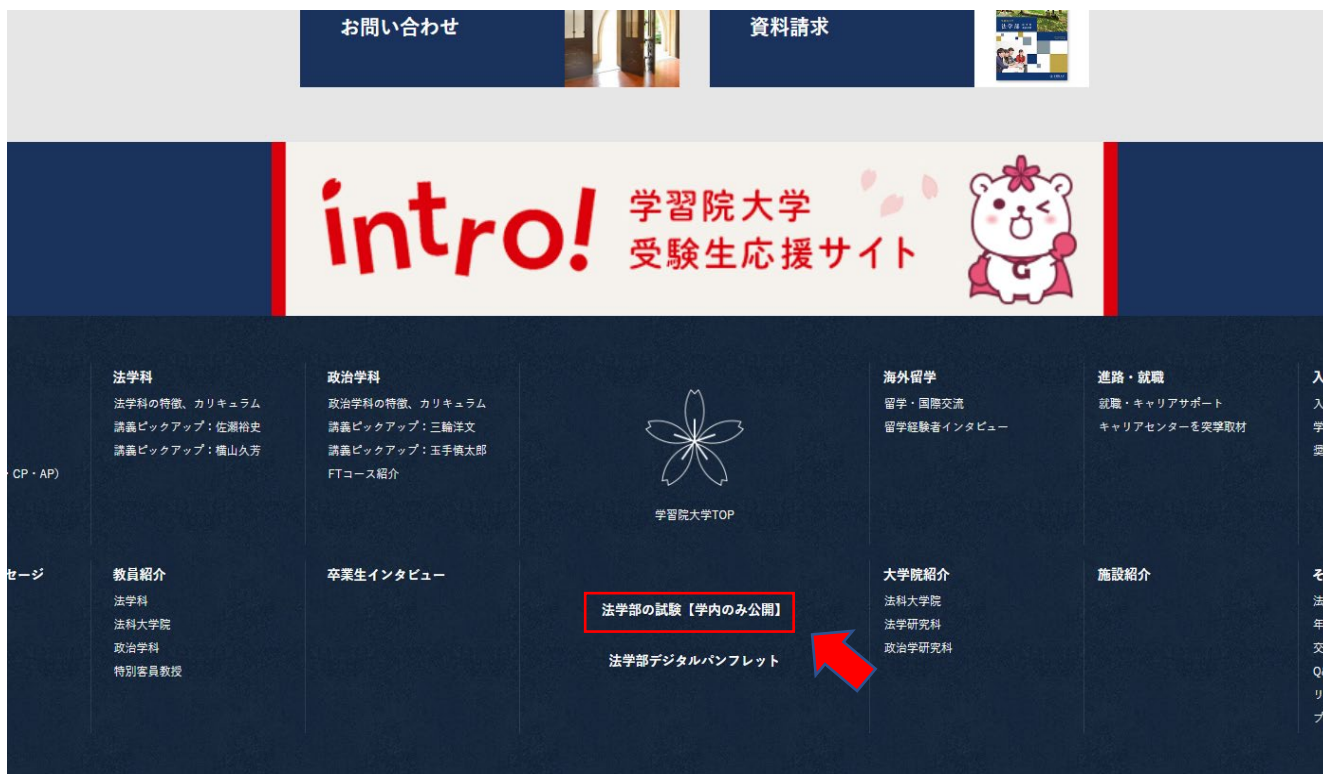 お問い合わせ
資料請求
intro!
学習院大学
受験生応援サイト
G
法学科
法学科の特徴、カリキュラム
講義ピックアップ：佐瀬裕史
講義ピックアップ：横山久芳
政治学科
政治学科の特徴、カリキュラム
講義ピックアップ：三輪洋文
講義ピックアップ：玉手慎太郎
FTコース紹介
・CP・AP）
学習院大学TOP
海外留学
留学・国際交流
留学経験者インタビュー
進路・就職
就職・キャリアサポート
キャリアセンターを突撃取材
入
入
学
奨
セージ
教員紹介
法学科
法科大学院
政治学科
特別客員教授
卒業生インタビュー
法学部の試験【学内のみ公開】
法学部デジタルパンフレット
大学院紹介
法科大学院
法学研究科
政治学研究科
施設紹介
そ
法
年
交
Q
リ
プ